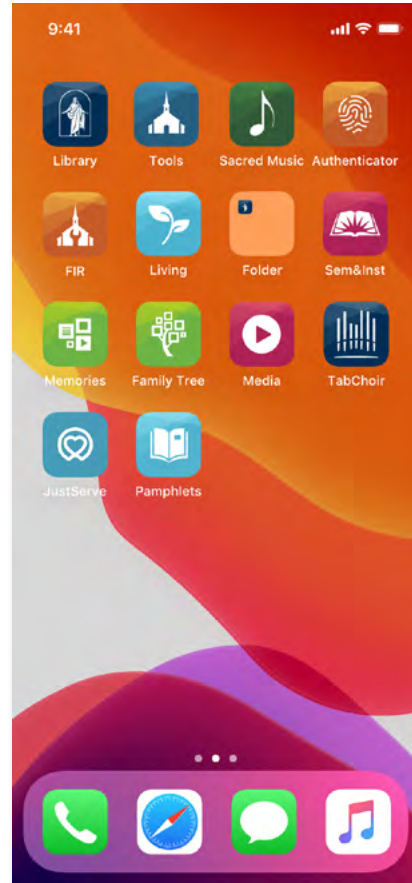 9:41
Library Tools Sacred Music Authenticator
FIR Living Folder Sem&Inst
Memories Family Tree Media TabChoir
JustServe Pamphlets